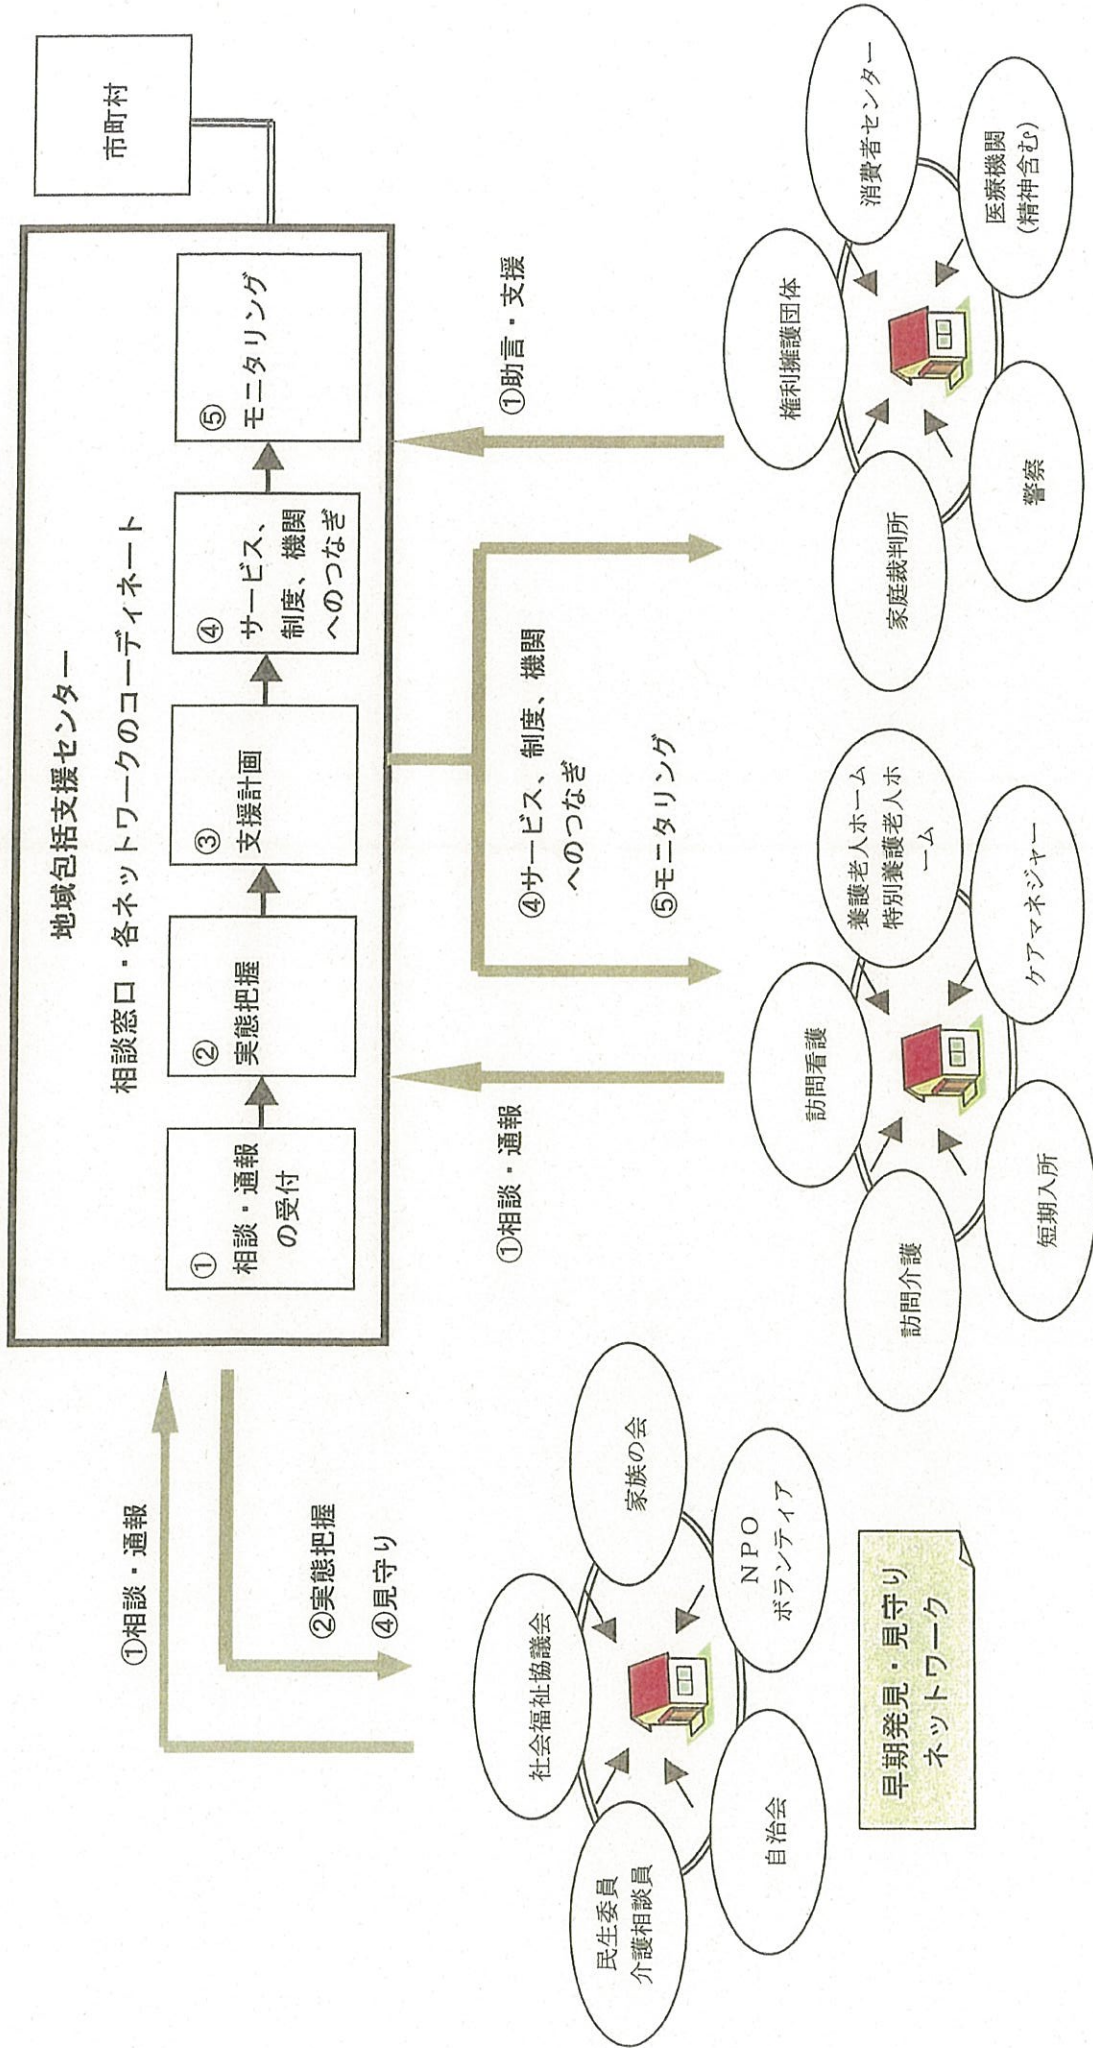 市町村
地域包括支援センター
相談窓口・各ネットワークのコーディネート
①
相談・通報
の受付
②
実態把握
③
支援計画
④
サービス、
制度、機関
へのつなぎ
⑤
モニタリング
①相談・通報
②実態把握
④見守り
①相談・通報
④サービス、制度、機関
へのつなぎ
⑤モニタリング
①助言・支援
社会福祉協議会
家族の会
民生委員
介護相談員
自治会
NPO
ボランティア
早期発見・見守り
ネットワーク
訪問看護
養護老人ホーム
特別養護老人ホ
ーム
訪問介護
短期入所
ケアマネジャー
権利擁護団体
消費者センター
家庭裁判所
警察
医療機関
(精神含む)